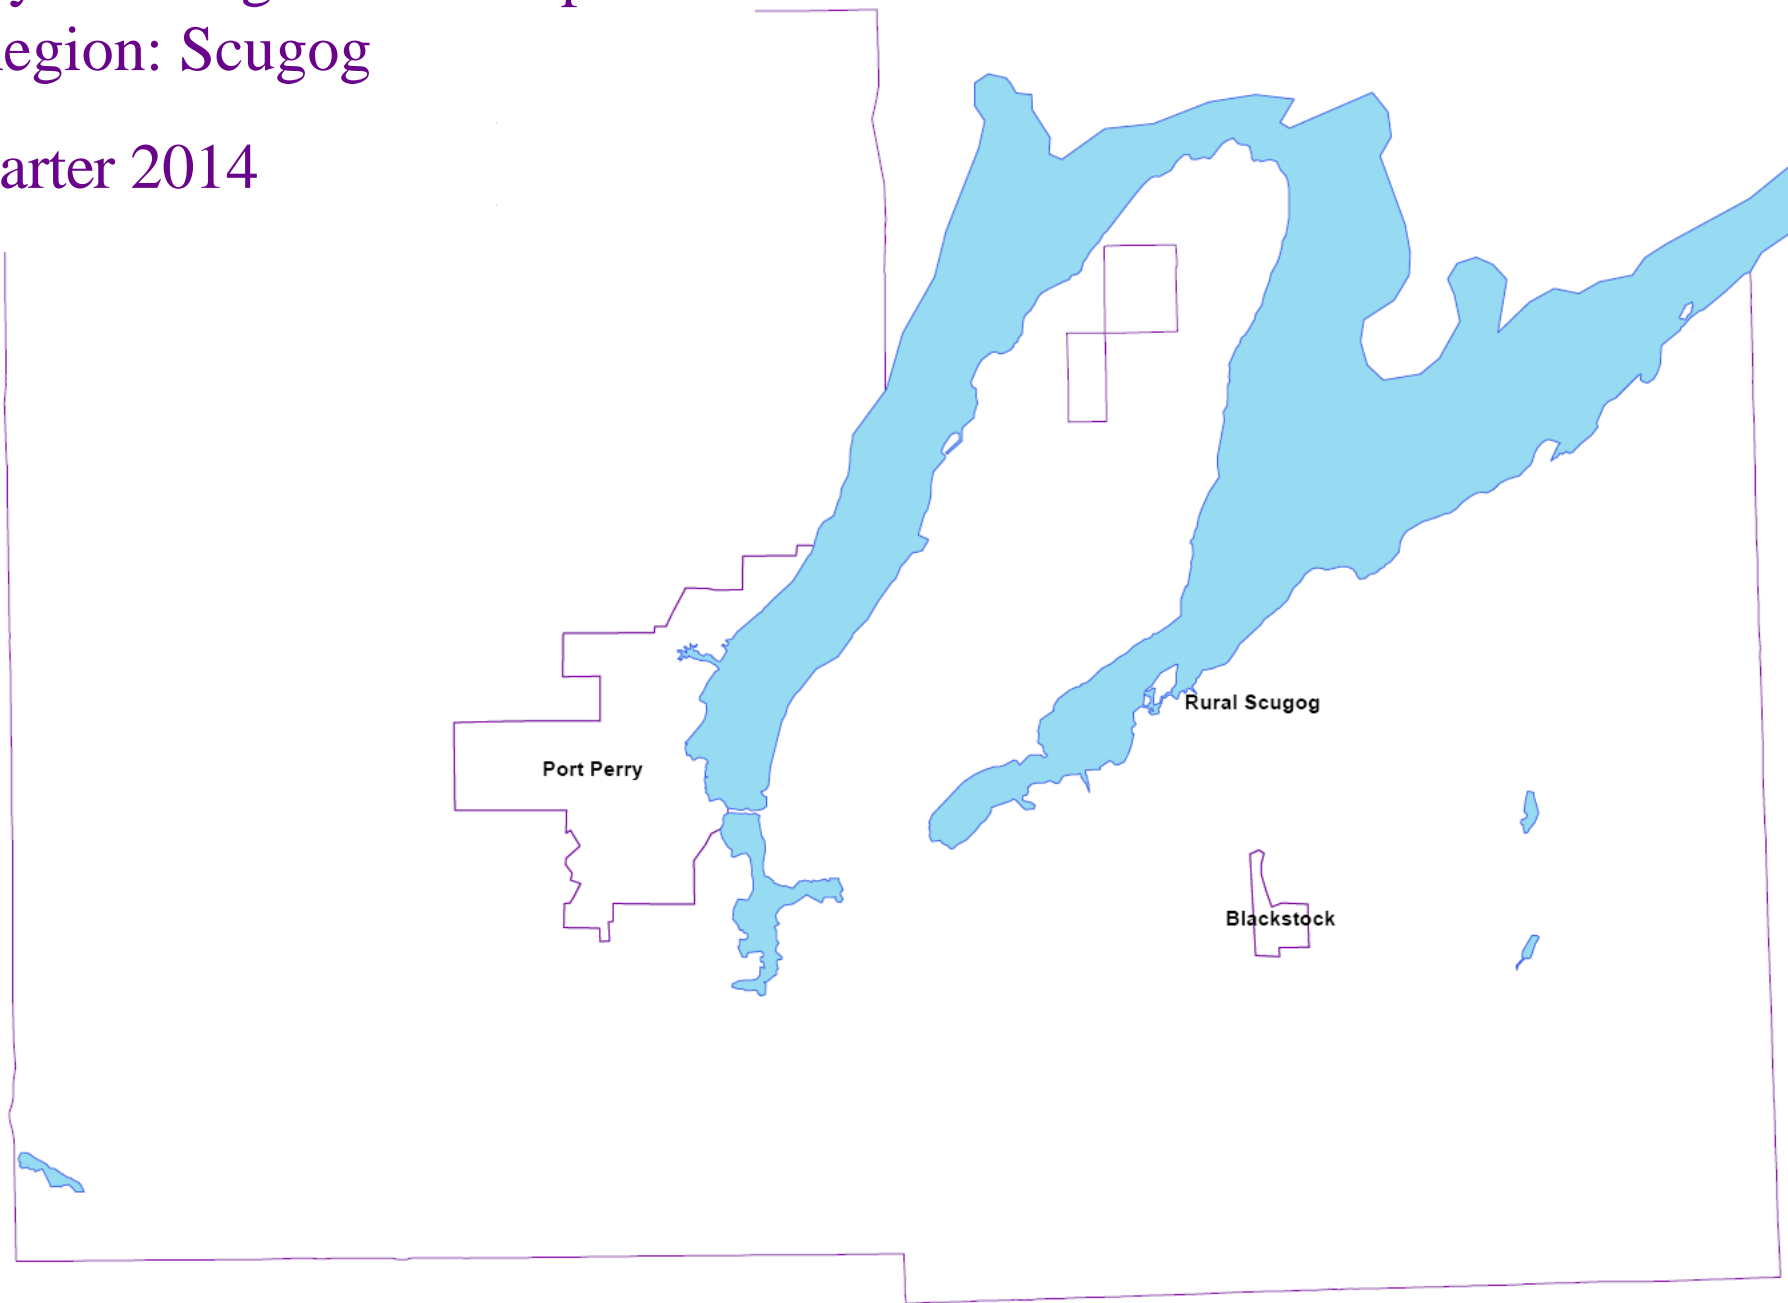 egion: Scugog
arter 2014
Rural Scugog
Port Perry
Blackstock